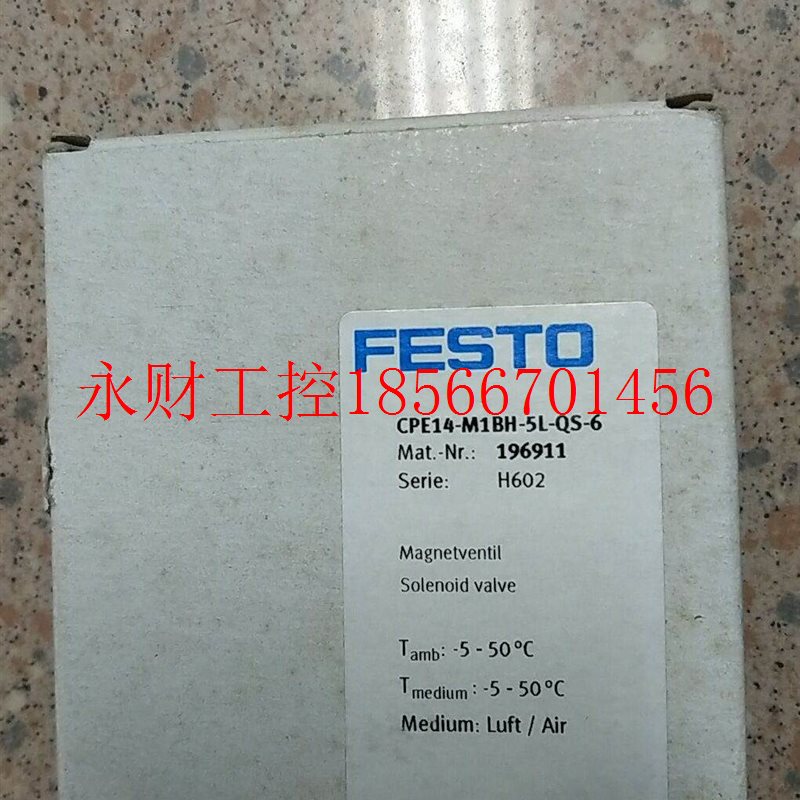 FESTO
永财工控18566701456
CPE14-M1BH-5L-QS-6
Mat.-Nr.: 196911
Serie: H602
Magnetventil
Solenoid valve
Tamb: -5 - 50 °C
Tmedium : -5 - 50 °C
Medium: Luft / Air